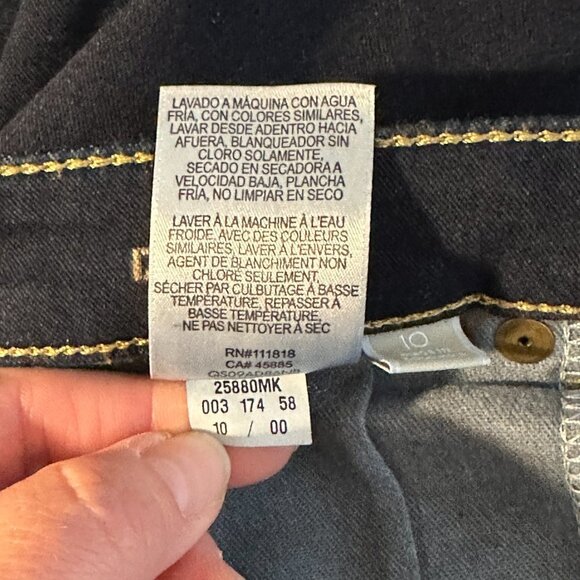 LAVADO A MÁQUINA CON AGUA
FRÍA, CON COLORES SIMILARES,
LAVAR DESDE ADENTRO HACIA
AFUERA, BLANQUEADOR SIN
CLORO SOLAMENTE,
SECADO EN SECADORA A
VELOCIDAD BAJA, PLANCHA
FRÍA, NO LIMPIAR EN SECO
LAVER À LA MACHINE À L'EAU
FROIDE, AVEC DES COULEURS
SIMILAIRES, LAVER À L'ENVERS,
AGENT DE BLANCHIMENT NON
CHLORÉ SEULEMENT,
SÉCHER PAR CULBUTAGE À BASSE
TEMPÉRATURE, REPASSER À
BASSE TEMPÉRATURE,
NE PAS NETTOYER À SEC
RN#111818
CA# 45885
25880MK
003 174 58
10 / 00
10